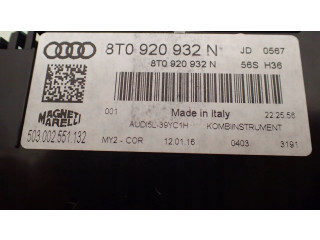 8T0 920 932 N JD 0567
8T0 920 932 N 56S H36
001 Made in Italy 22.25.56
AUDI5L-39YC1H KOMBIINSTRUMENT
MAGNETI
MARELLI
503.002.551.132
MY2 - COR 12.01.16 0403 3191